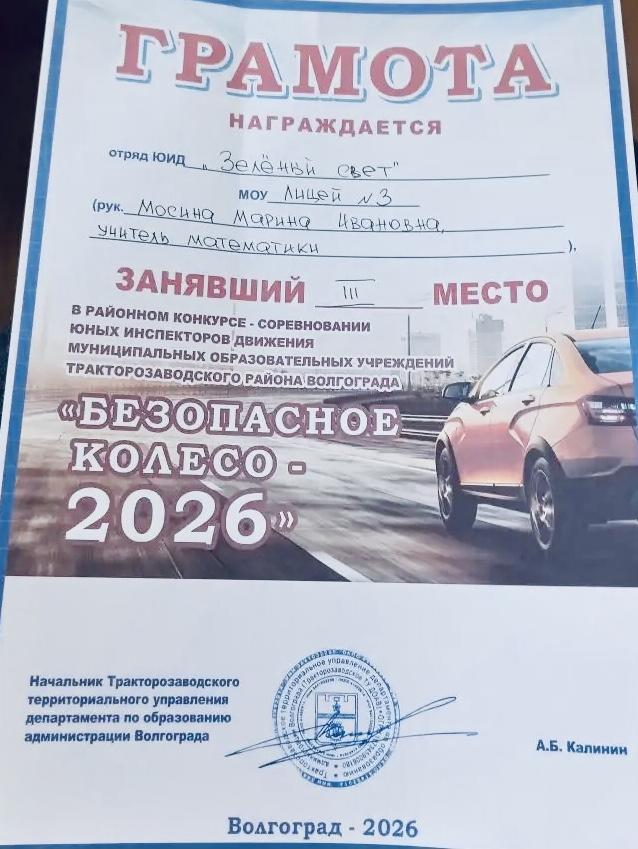 ГРАМОТА
НАГРАЖДАЕТСЯ
отряд ЮИД „Зелёный свет"
МОУ Лицей №3
(рук. Мосина Марина Ивановна,
учитель математики),
ЗАНЯВШИЙ III МЕСТО
В РАЙОННОМ КОНКУРСЕ - СОРЕВНОВАНИИ
ЮНЫХ ИНСПЕКТОРОВ ДВИЖЕНИЯ
МУНИЦИПАЛЬНЫХ ОБРАЗОВАТЕЛЬНЫХ УЧРЕЖДЕНИЙ
ТРАКТОРОЗАВОДСКОГО РАЙОНА ВОЛГОГРАДА
«БЕЗОПАСНОЕ
КОЛЕСО -
2026»
Начальник Тракторозаводского
территориального управления
департамента по образованию
администрации Волгограда
А.Б. Калинин
Волгоград - 2026